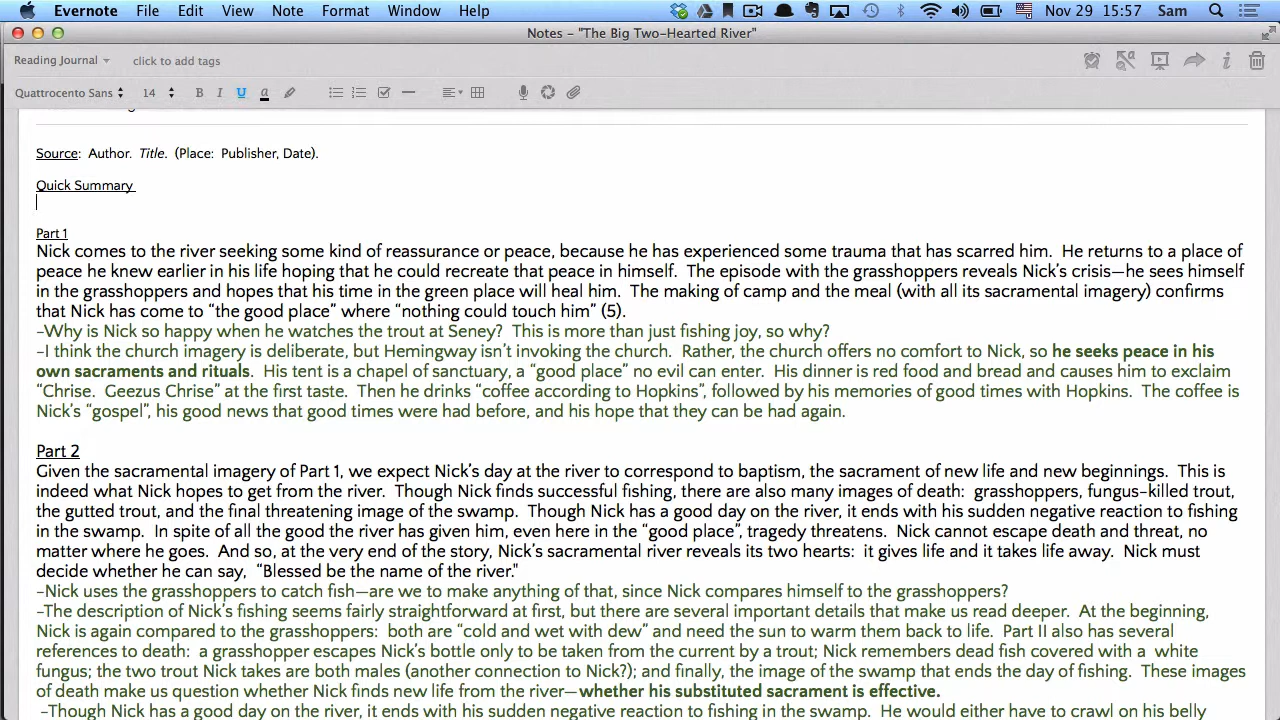 Evernote File Edit View Note Format Window Help Nov 29 15:57 Sam
Notes - "The Big Two-Hearted River"
Reading Journal click to add tags
Quattrocento Sans 14 B I U a
Source: Author. Title. (Place: Publisher, Date).
Quick Summary
Part 1
Nick comes to the river seeking some kind of reassurance or peace, because he has experienced some trauma that has scarred him. He returns to a place of
peace he knew earlier in his life hoping that he could recreate that peace in himself. The episode with the grasshoppers reveals Nick's crisis—he sees himself
in the grasshoppers and hopes that his time in the green place will heal him. The making of camp and the meal (with all its sacramental imagery) confirms
that Nick has come to “the good place” where “nothing could touch him” (5).
–Why is Nick so happy when he watches the trout at Seney? This is more than just fishing joy, so why?
–I think the church imagery is deliberate, but Hemingway isn't invoking the church. Rather, the church offers no comfort to Nick, so he seeks peace in his
own sacraments and rituals. His tent is a chapel of sanctuary, a “good place” no evil can enter. His dinner is red food and bread and causes him to exclaim
“Chrise. Geezus Chrise” at the first taste. Then he drinks “coffee according to Hopkins”, followed by his memories of good times with Hopkins. The coffee is
Nick's “gospel”, his good news that good times were had before, and his hope that they can be had again.
Part 2
Given the sacramental imagery of Part 1, we expect Nick's day at the river to correspond to baptism, the sacrament of new life and new beginnings. This is
indeed what Nick hopes to get from the river. Though Nick finds successful fishing, there are also many images of death: grasshoppers, fungus-killed trout,
the gutted trout, and the final threatening image of the swamp. Though Nick has a good day on the river, it ends with his sudden negative reaction to fishing
in the swamp. In spite of all the good the river has given him, even here in the “good place”, tragedy threatens. Nick cannot escape death and threat, no
matter where he goes. And so, at the very end of the story, Nick's sacramental river reveals its two hearts: it gives life and it takes life away. Nick must
decide whether he can say, “Blessed be the name of the river."
–Nick uses the grasshoppers to catch fish—are we to make anything of that, since Nick compares himself to the grasshoppers?
–The description of Nick's fishing seems fairly straightforward at first, but there are several important details that make us read deeper. At the beginning,
Nick is again compared to the grasshoppers: both are “cold and wet with dew” and need the sun to warm them back to life. Part II also has several
references to death: a grasshopper escapes Nick's bottle only to be taken from the current by a trout; Nick remembers dead fish covered with a white
fungus; the two trout Nick takes are both males (another connection to Nick?); and finally, the image of the swamp that ends the day of fishing. These images
of death make us question whether Nick finds new life from the river—whether his substituted sacrament is effective.
–Though Nick has a good day on the river, it ends with his sudden negative reaction to fishing in the swamp. He would either have to crawl on his belly